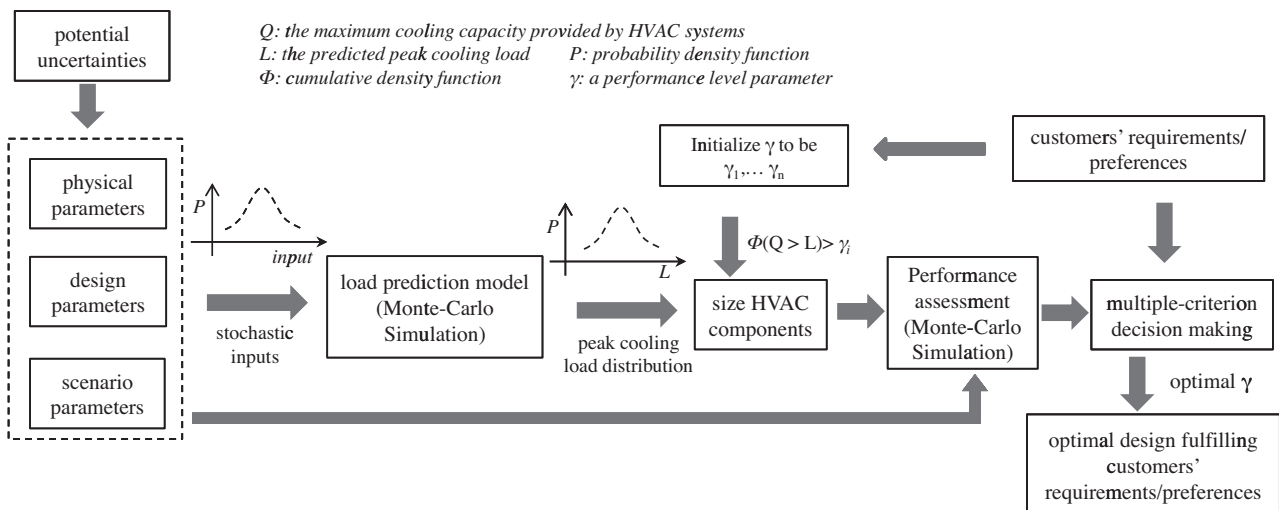 potential
uncertainties
Q: the maximum cooling capacity provided by HVAC systems
L: the predicted peak cooling load P: probability density function
Φ: cumulative density function γ: a performance level parameter
physical
parameters
design
parameters
scenario
parameters
P
input
stochastic
inputs
load prediction model
(Monte-Carlo
Simulation)
P
L
peak cooling
load distribution
Initialize γ to be
γ1,… γn
Φ(Q > L)> γi
size HVAC
components
Performance
assessment
(Monte-Carlo
Simulation)
customers' requirements/
preferences
multiple-criterion
decision making
optimal γ
optimal design fulfilling
customers'
requirements/preferences